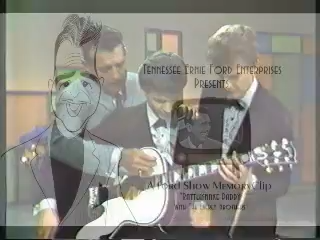 Tennessee Ernie Ford Enterprises
Presents
A Ford Show Memory Clip
"Rattlesnake Daddy"